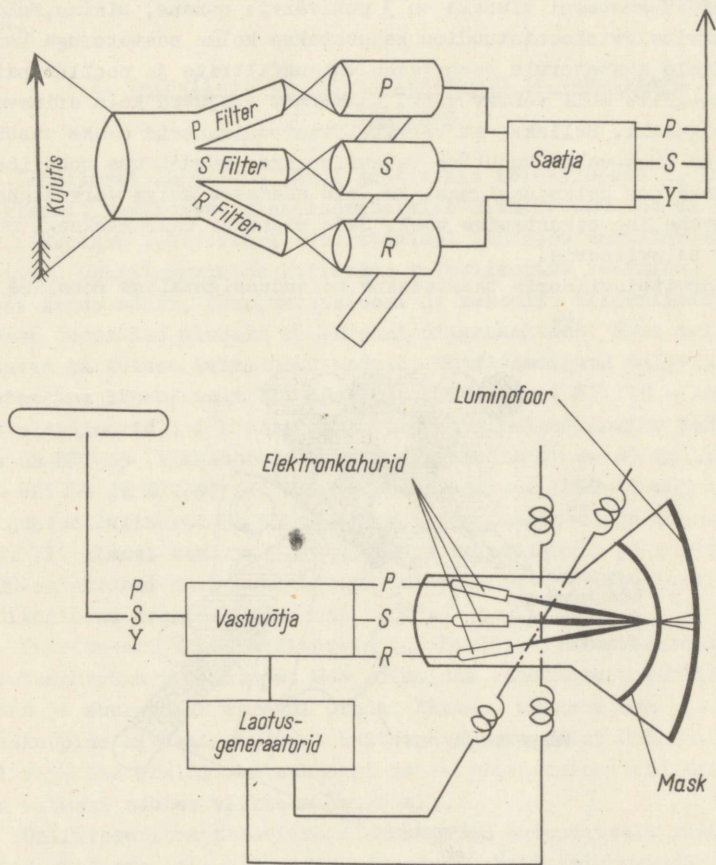 Kujutis
P Filter
S Filter
R Filter
P
S
R
Saatja
P
S
Y
Luminofoor
Elektronkahurid
P
S
Y
Vastuvõtja
P
S
R
Laotus-
generaatorid
Mask